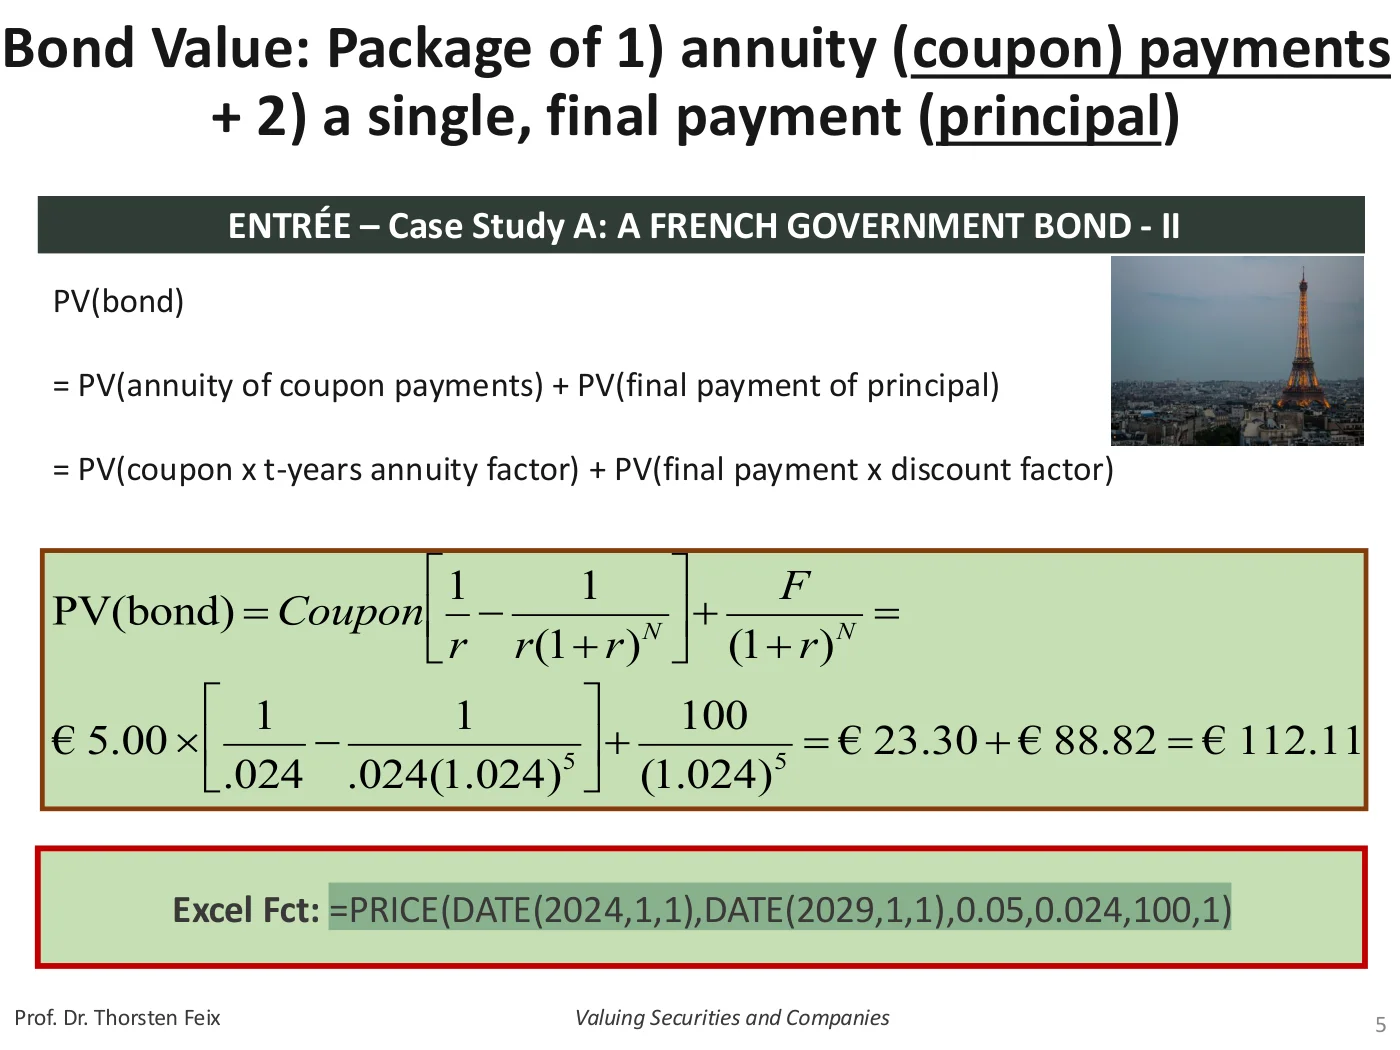 Bond Value: Package of 1) annuity (coupon) payments
+ 2) a single, final payment (principal)
ENTRÉE – Case Study A: A FRENCH GOVERNMENT BOND - II
PV(bond)
= PV(annuity of coupon payments) + PV(final payment of principal)
= PV(coupon x t-years annuity factor) + PV(final payment x discount factor)
PV(bond) = Coupon[1/r − 1/(r(1+r)^N)] + F/(1+r)^N =
€ 5.00 × [1/.024 − 1/(.024(1.024)^5)] + 100/(1.024)^5 = € 23.30 + € 88.82 = € 112.11
Excel Fct: =PRICE(DATE(2024,1,1),DATE(2029,1,1),0.05,0.024,100,1)
Prof. Dr. Thorsten Feix
Valuing Securities and Companies
5